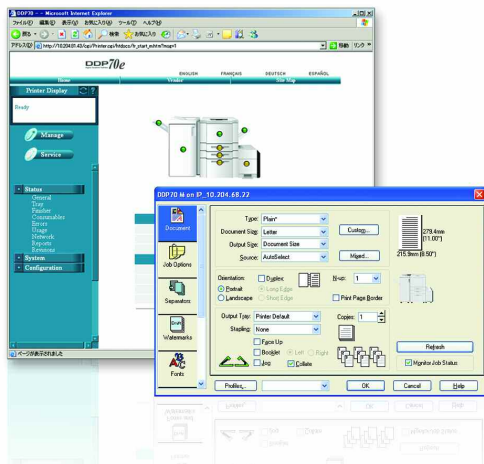 DDP70 - - Microsoft Internet Explorer
ファイル(F) 編集(E) 表示(V) お気に入り(A) ツール(T) ヘルプ(H)
戻る 検索 お気に入り
アドレス(D) 移動 リンク
DDP70e
ENGLISH FRANÇAIS DEUTSCH ESPAÑOL
Home Vendor Site Map
Printer Display
Ready
Manage
Service
Status
General
Tray
Finisher
Consumables
Errors
Usage
Network
Reports
Revisions
System
Configuration
ページが表示されました
DDP70-M on IP_10.204.68.22
Document
Job Options
Separators
Watermarks
Fonts
Type: Plain*
Document Size: Letter
Output Size: Document Size
Source: AutoSelect
Custom...
Mixed...
279.4mm
(11.00")
215.9mm (8.50")
Orientation:
Portrait
Landscape
Duplex
Long Edge
Short Edge
N-up: 1
Print Page Border
Output Tray: Printer Default
Stapling: None
Copies: 1
Face Up
Booklet Left Right
Jog Collate
Refresh
Monitor Job Status
Profiles...
OK Cancel Help